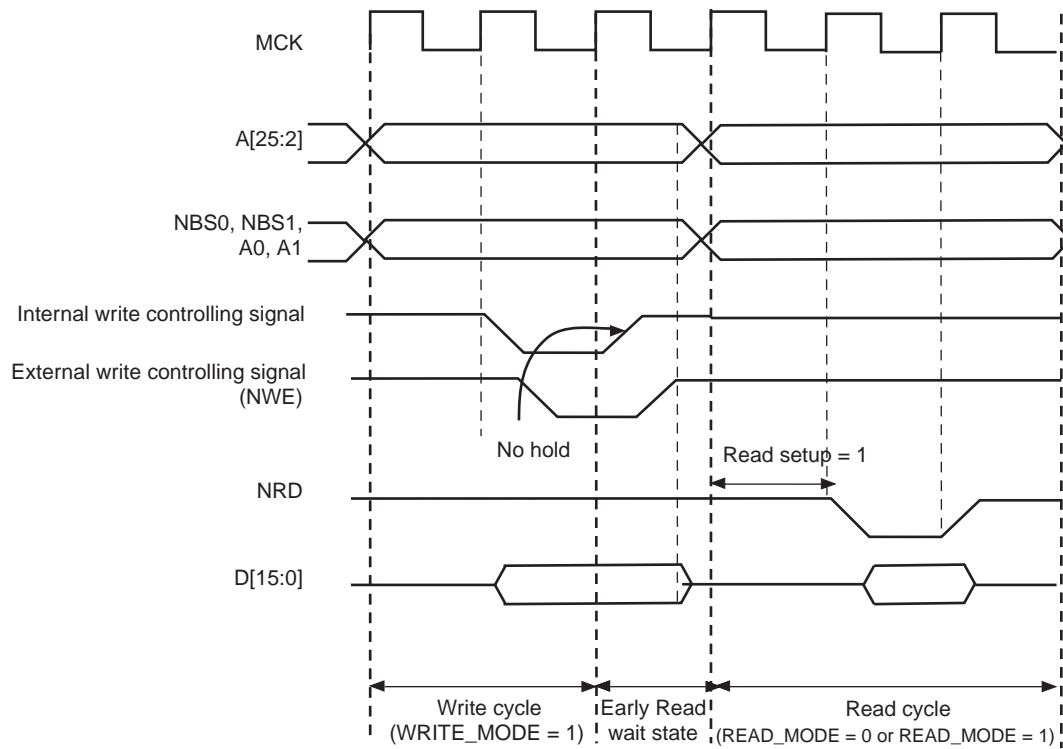 MCK
A[25:2]
NBS0, NBS1,
A0, A1
Internal write controlling signal
External write controlling signal
(NWE)
No hold
Read setup = 1
NRD
D[15:0]
Write cycle
(WRITE_MODE = 1)
Early Read
wait state
Read cycle
(READ_MODE = 0 or READ_MODE = 1)